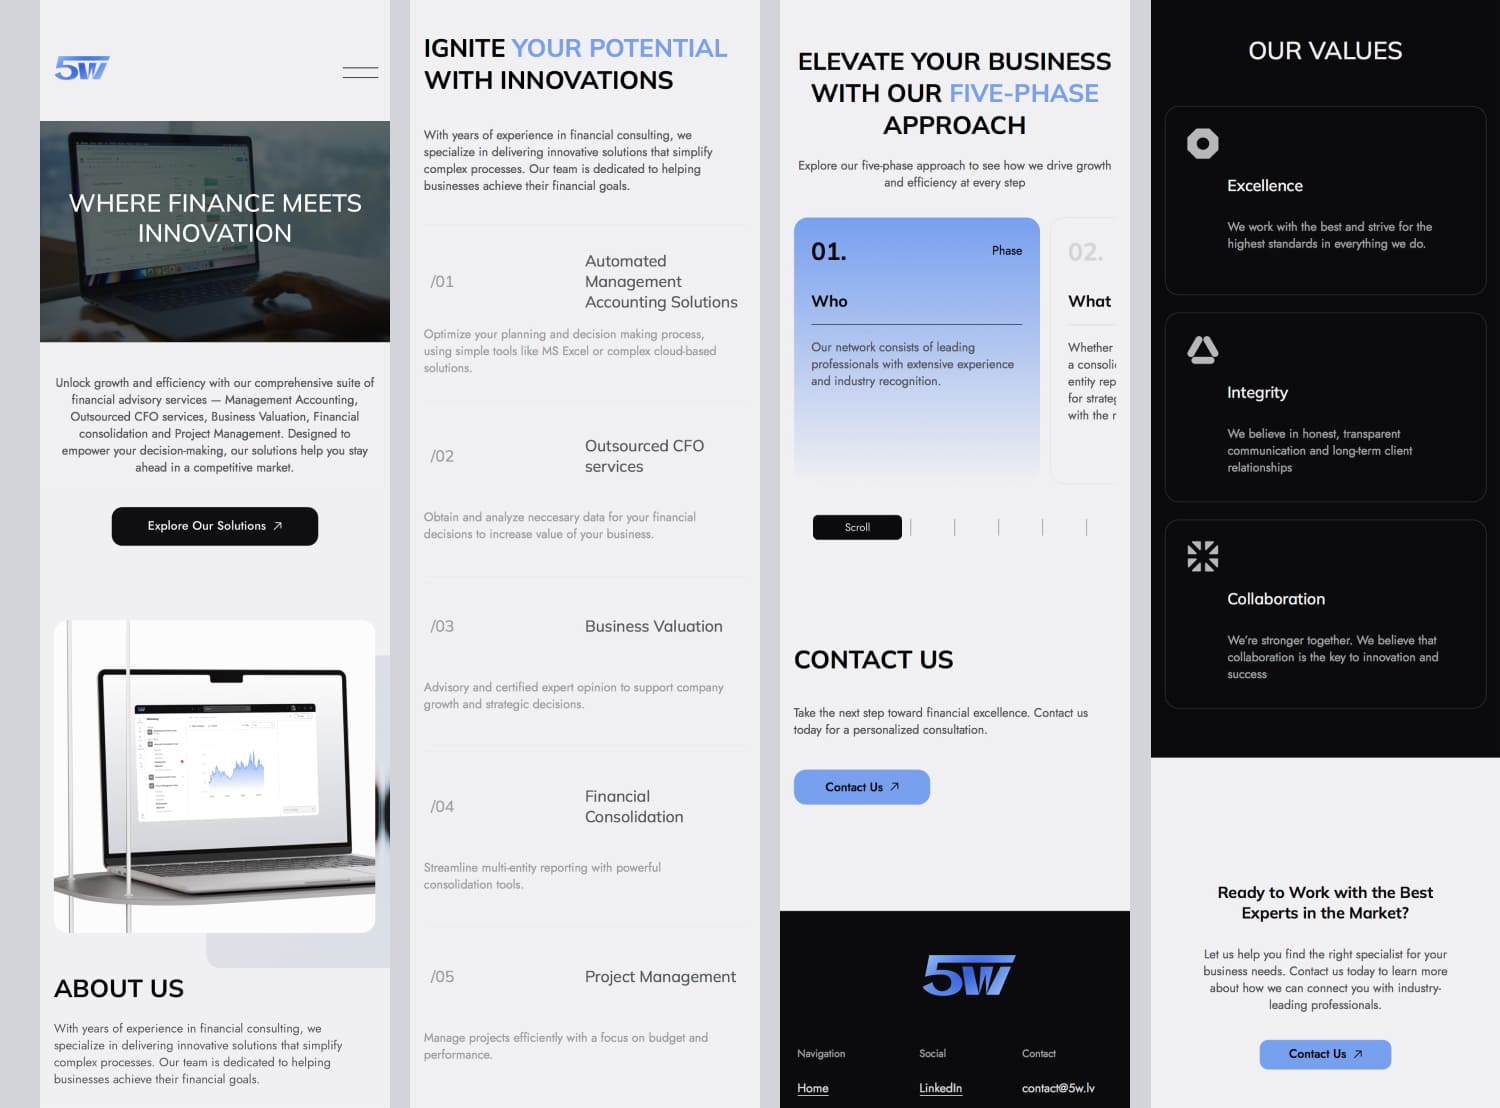 5W
WHERE FINANCE MEETS
INNOVATION
Unlock growth and efficiency with our comprehensive suite of
financial advisory services — Management Accounting,
Outsourced CFO services, Business Valuation, Financial
consolidation and Project Management. Designed to
empower your decision-making, our solutions help you stay
ahead in a competitive market.
Explore Our Solutions
ABOUT US
With years of experience in financial consulting, we
specialize in delivering innovative solutions that simplify
complex processes. Our team is dedicated to helping
businesses achieve their financial goals.
IGNITE YOUR POTENTIAL
WITH INNOVATIONS
With years of experience in financial consulting, we
specialize in delivering innovative solutions that simplify
complex processes. Our team is dedicated to helping
businesses achieve their financial goals.
/01
Automated
Management
Accounting Solutions
Optimize your planning and decision making process,
using simple tools like MS Excel or complex cloud-based
solutions.
/02
Outsourced CFO
services
Obtain and analyze neccesary data for your financial
decisions to increase value of your business.
/03
Business Valuation
Advisory and certified expert opinion to support company
growth and strategic decisions.
/04
Financial
Consolidation
Streamline multi-entity reporting with powerful
consolidation tools.
/05
Project Management
Manage projects efficiently with a focus on budget and
performance.
ELEVATE YOUR BUSINESS
WITH OUR FIVE-PHASE
APPROACH
Explore our five-phase approach to see how we drive growth
and efficiency at every step
01.
Phase
Who
Our network consists of leading
professionals with extensive experience
and industry recognition.
02.
What
Whether
a consoli
entity rep
for strateg
with the r
Scroll
CONTACT US
Take the next step toward financial excellence. Contact us
today for a personalized consultation.
Contact Us
5W
Navigation
Social
Contact
Home
LinkedIn
contact@5w.lv
OUR VALUES
Excellence
We work with the best and strive for the
highest standards in everything we do.
Integrity
We believe in honest, transparent
communication and long-term client
relationships
Collaboration
We're stronger together. We believe that
collaboration is the key to innovation and
success
Ready to Work with the Best
Experts in the Market?
Let us help you find the right specialist for your
business needs. Contact us today to learn more
about how we can connect you with industry-
leading professionals.
Contact Us